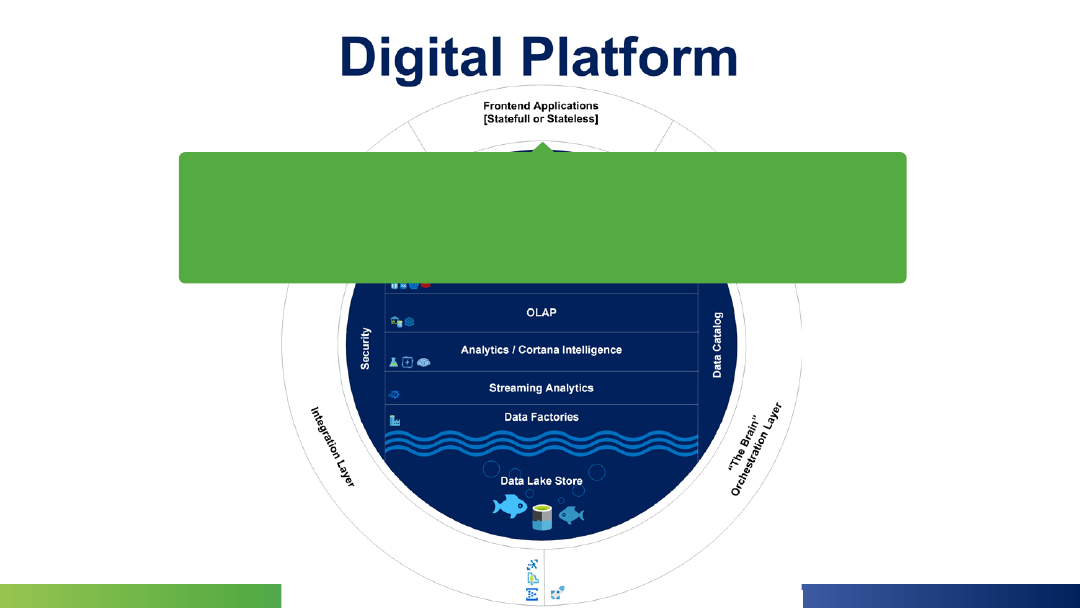 Digital Platform
Frontend Applications
[Statefull or Stateless]
OLAP
Security
Data Catalog
Analytics / Cortana Intelligence
Streaming Analytics
Data Factories
Integration Layer
"The Brain"
Orchestration Layer
Data Lake Store